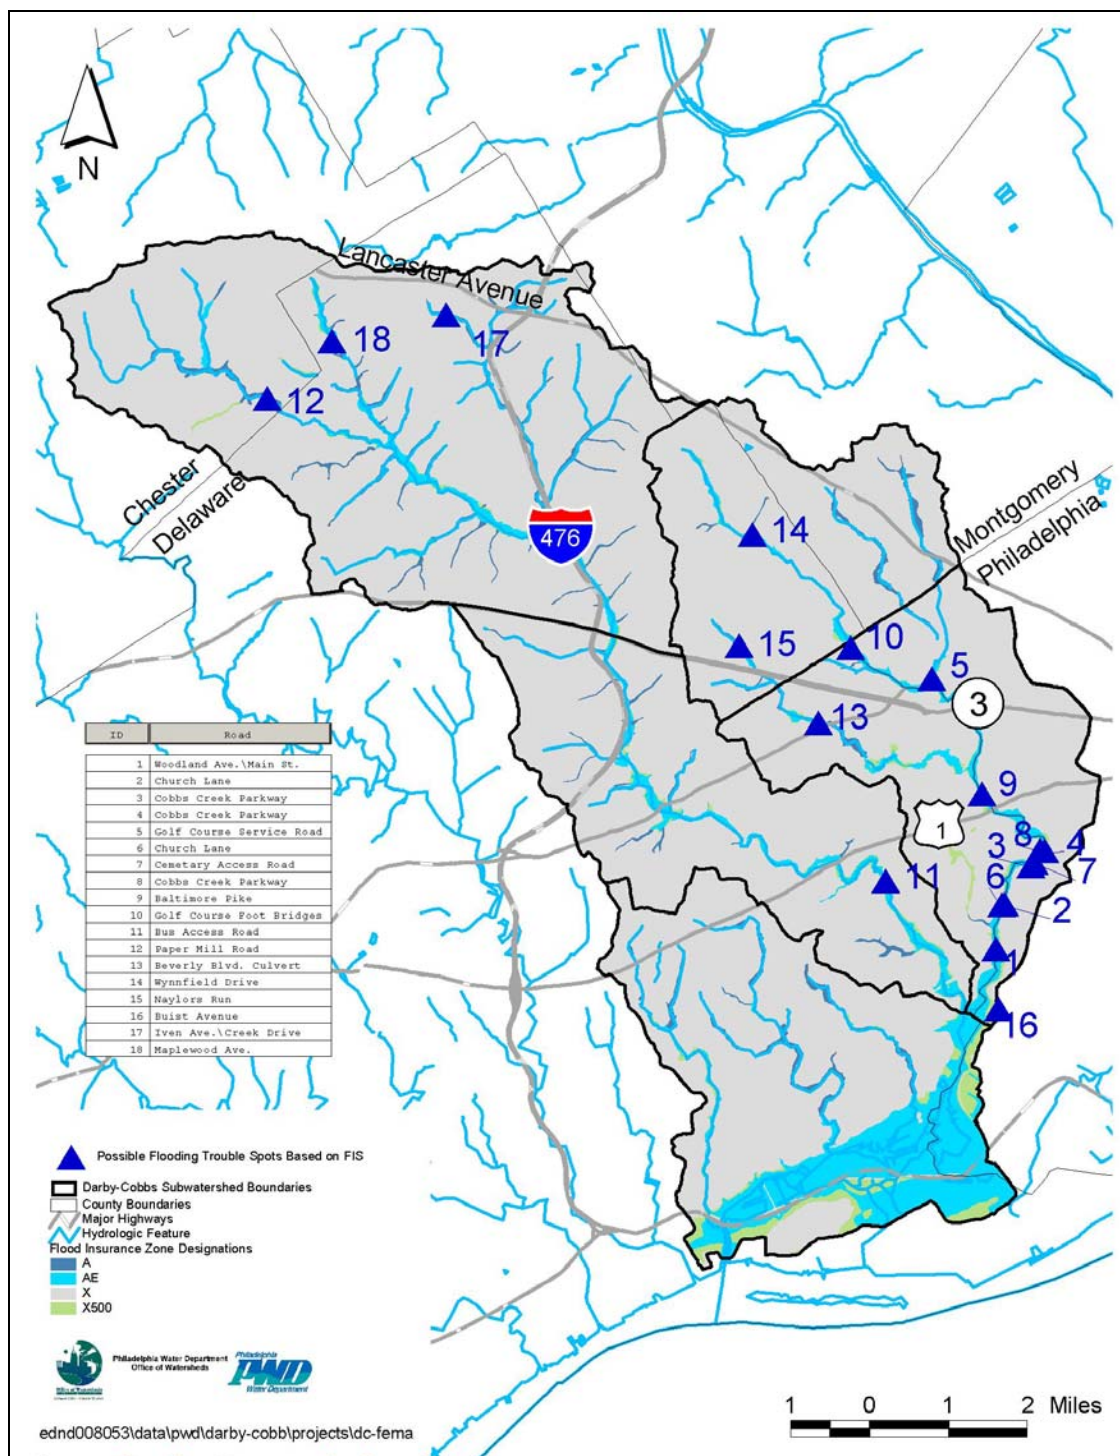 N
Lancaster Avenue
18
17
12
Chester
Delaware
476
14
Montgomery
Philadelphia
15
10
5
3
13
9
1
8
3
4
6
7
11
2
1
16
ID Road
1 Woodland Ave.\Main St.
2 Church Lane
3 Cobbs Creek Parkway
4 Cobbs Creek Parkway
5 Golf Course Service Road
6 Church Lane
7 Cemetary Access Road
8 Cobbs Creek Parkway
9 Baltimore Pike
10 Golf Course Foot Bridges
11 Bus Access Road
12 Paper Mill Road
13 Beverly Blvd. Culvert
14 Wynnfield Drive
15 Naylors Run
16 Buist Avenue
17 Iven Ave.\Creek Drive
18 Maplewood Ave.
Possible Flooding Trouble Spots Based on FIS
Darby-Cobbs Subwatershed Boundaries
County Boundaries
Major Highways
Hydrologic Feature
Flood Insurance Zone Designations
A
AE
X
X500
Philadelphia Water Department
Office of Watersheds
Philadelphia
PWD
Water Department
1 0 1 2 Miles
ednd008053\data\pwd\darby-cobb\projects\dc-fema